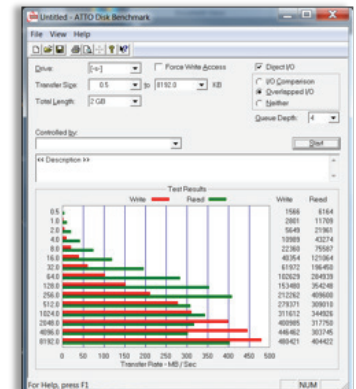 Untitled - ATTO Disk Benchmark
File View Help
Drive: [-s-] Force Write Access Direct I/O
Transfer Size: 0.5 to 8192.0 KB I/O Comparison
Total Length: 2 GB Overlapped I/O
Neither
Queue Depth: 4
Controlled by:
Start
<< Description >>
Test Results
Write Read Write Read
0.5 1566 6164
1.0 2801 11709
2.0 5649 21961
4.0 10989 43274
8.0 22360 75587
16.0 40354 121064
32.0 61972 196450
64.0 102629 284939
128.0 153480 354248
256.0 212262 409600
512.0 278371 309010
1024.0 311612 344926
2048.0 400985 317750
4096.0 446462 303745
8192.0 480421 404422
0 50 100 150 200 250 300 350 400 450 500
Transfer Rate - MB / Sec
For Help, press F1 NUM